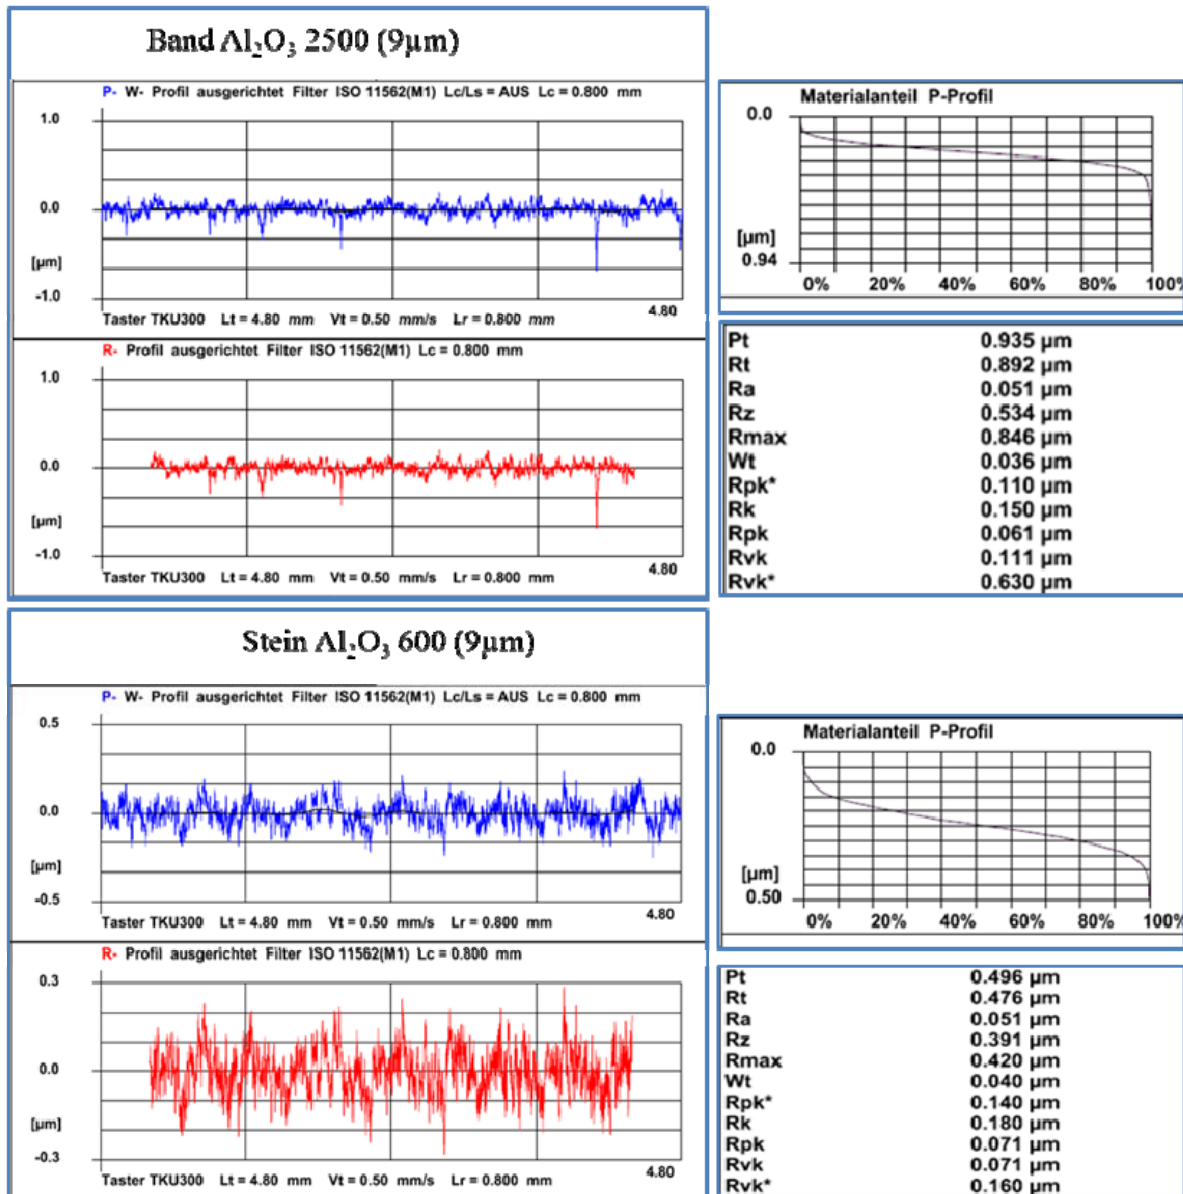 Band Al₂O₃ 2500 (9µm)
P- W- Profil ausgerichtet Filter ISO 11562(M1) Lc/Ls = AUS Lc = 0.800 mm
1.0
0.0
[µm]
-1.0
4.80
Taster TKU300 Lt = 4.80 mm Vt = 0.50 mm/s Lr = 0.800 mm
R- Profil ausgerichtet Filter ISO 11562(M1) Lc = 0.800 mm
1.0
0.0
[µm]
-1.0
4.80
Taster TKU300 Lt = 4.80 mm Vt = 0.50 mm/s Lr = 0.800 mm
Materialanteil P-Profil
0.0
[µm]
0.94
0% 20% 40% 60% 80% 100%
Pt 0.935 µm
Rt 0.892 µm
Ra 0.051 µm
Rz 0.534 µm
Rmax 0.846 µm
Wt 0.036 µm
Rpk* 0.110 µm
Rk 0.150 µm
Rpk 0.061 µm
Rvk 0.111 µm
Rvk* 0.630 µm
Stein Al₂O₃ 600 (9µm)
P- W- Profil ausgerichtet Filter ISO 11562(M1) Lc/Ls = AUS Lc = 0.800 mm
0.5
0.0
[µm]
-0.5
4.80
Taster TKU300 Lt = 4.80 mm Vt = 0.50 mm/s Lr = 0.800 mm
R- Profil ausgerichtet Filter ISO 11562(M1) Lc = 0.800 mm
0.3
0.0
[µm]
-0.3
4.80
Taster TKU300 Lt = 4.80 mm Vt = 0.50 mm/s Lr = 0.800 mm
Materialanteil P-Profil
0.0
[µm]
0.50
0% 20% 40% 60% 80% 100%
Pt 0.496 µm
Rt 0.476 µm
Ra 0.051 µm
Rz 0.391 µm
Rmax 0.420 µm
Wt 0.040 µm
Rpk* 0.140 µm
Rk 0.180 µm
Rpk 0.071 µm
Rvk 0.071 µm
Rvk* 0.160 µm